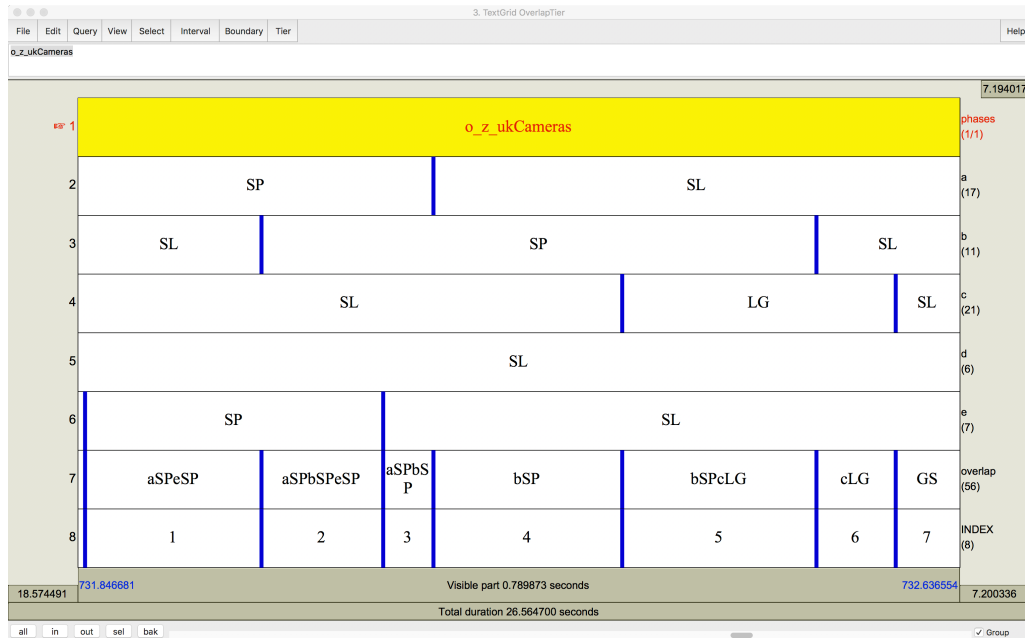 3. TextGrid OverlapTier
File Edit Query View Select Interval Boundary Tier Help
o_z_ukCameras
7.194017
1 o_z_ukCameras phases
(1/1)
2 SP SL a
(17)
3 SL SP SL b
(11)
4 SL LG SL c
(21)
5 SL d
(6)
6 SP SL e
(7)
7 aSPeSP aSPbSPeSP aSPbS
P bSP bSPcLG cLG GS overlap
(56)
8 1 2 3 4 5 6 7 INDEX
(8)
731.846681 Visible part 0.789873 seconds 732.636554
18.574491 7.200336
Total duration 26.564700 seconds
all in out sel bak Group